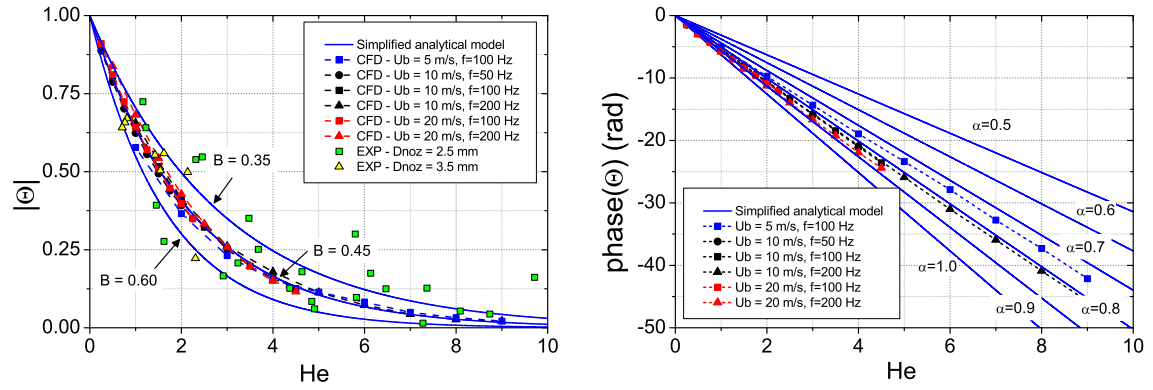 1.00
0.75
0.50
0.25
0.00
|Θ|
0 2 4 6 8 10
He
Simplified analytical model
CFD - Ub = 5 m/s, f=100 Hz
CFD - Ub = 10 m/s, f=50 Hz
CFD - Ub = 10 m/s, f=100 Hz
CFD - Ub = 10 m/s, f=200 Hz
CFD - Ub = 20 m/s, f=100 Hz
CFD - Ub = 20 m/s, f=200 Hz
EXP - Dnoz = 2.5 mm
EXP - Dnoz = 3.5 mm
B = 0.35
B = 0.45
B = 0.60
0
-10
-20
-30
-40
-50
phase(Θ) (rad)
0 2 4 6 8 10
He
α=0.5
α=0.6
α=0.7
α=0.8
α=0.9
α=1.0
Simplified analytical model
Ub = 5 m/s, f=100 Hz
Ub = 10 m/s, f=50 Hz
Ub = 10 m/s, f=100 Hz
Ub = 10 m/s, f=200 Hz
Ub = 20 m/s, f=100 Hz
Ub = 20 m/s, f=200 Hz